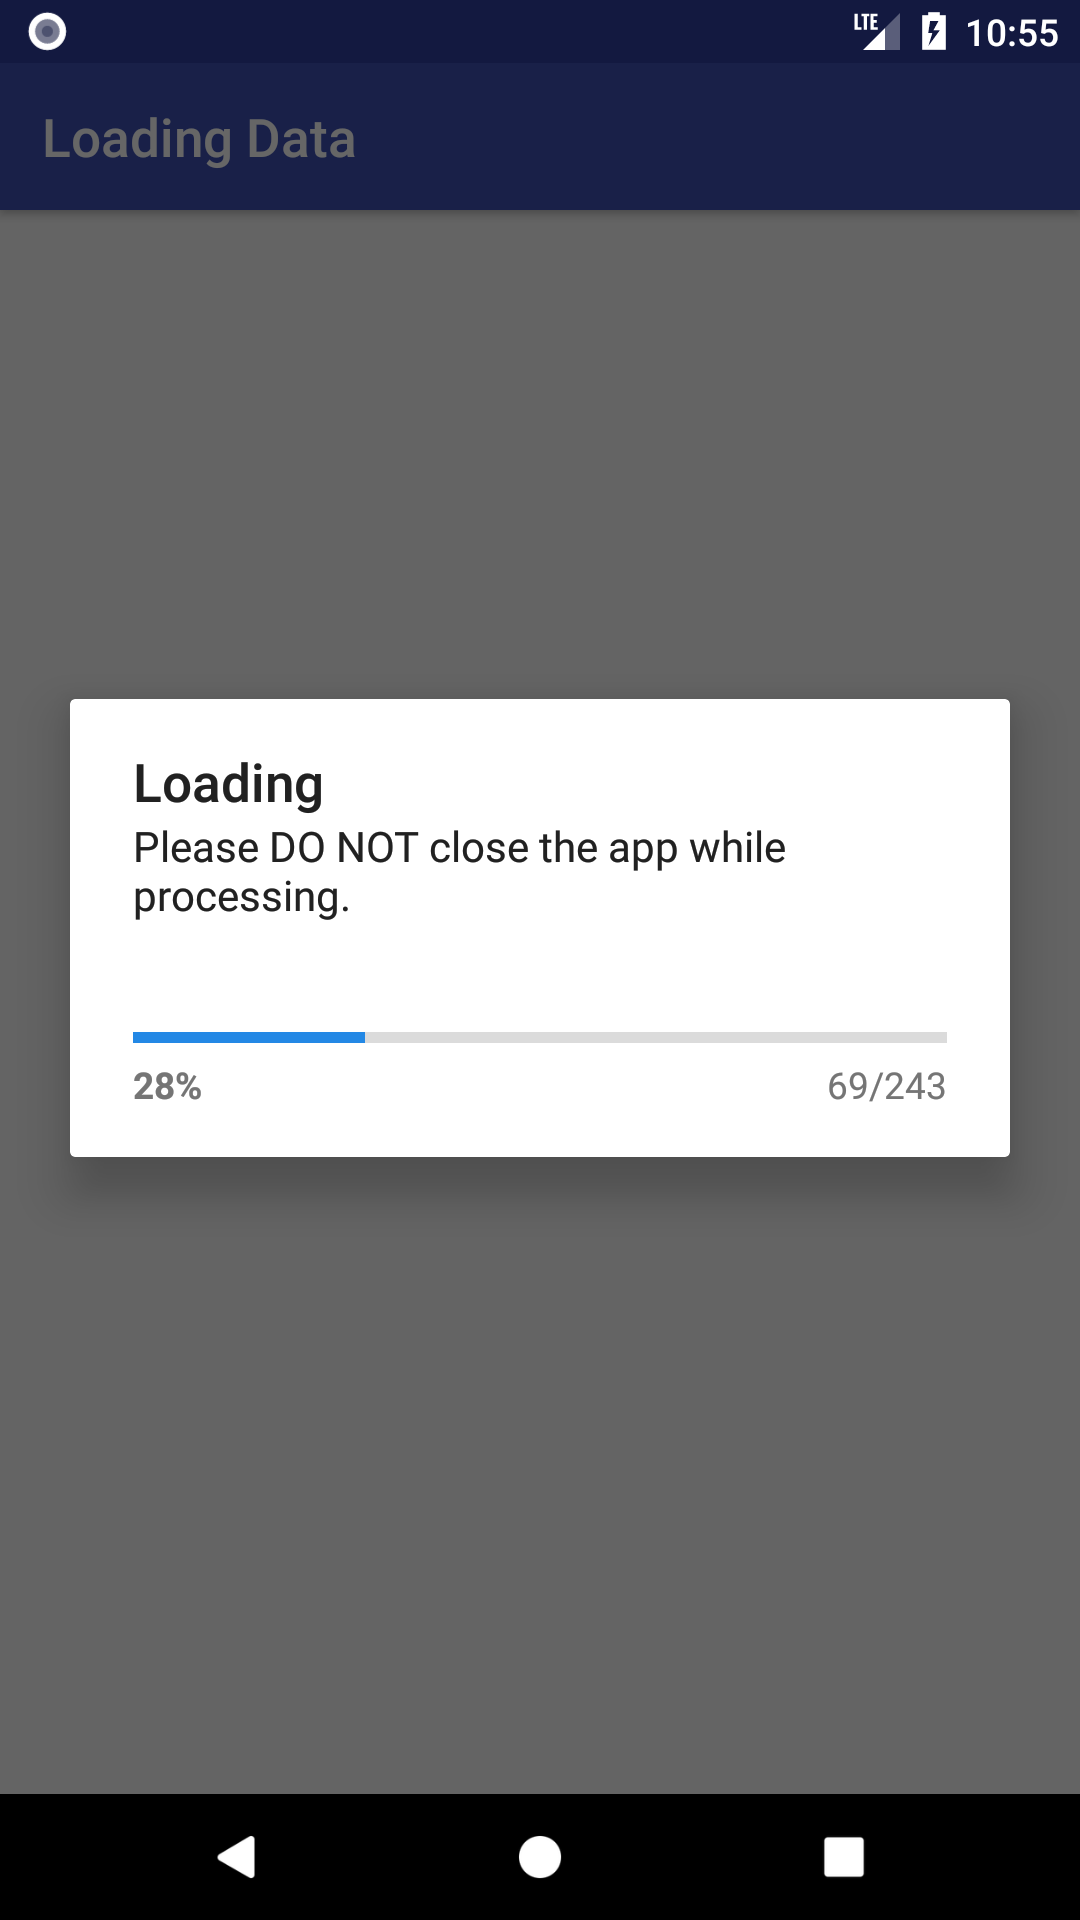 LTE 10:55
Loading Data
Loading
Please DO NOT close the app while
processing.
28% 69/243